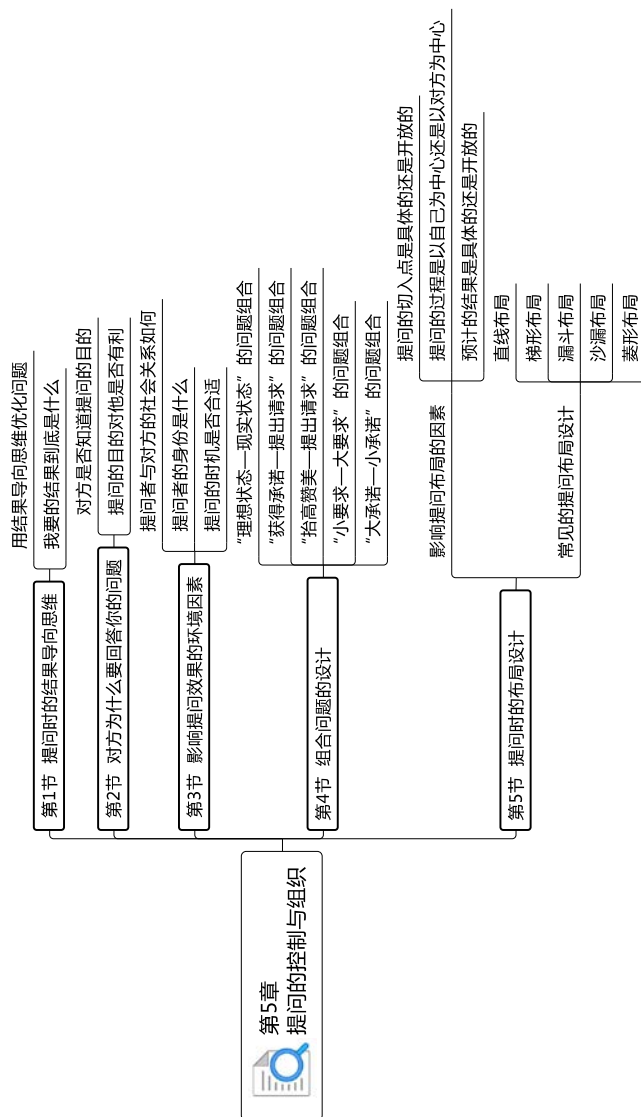 第5章
提问的控制与组织
第1节 提问时的结果导向思维
用结果导向思维优化问题
我要的结果到底是什么
第2节 对方为什么要回答你的问题
对方是否知道提问的目的
提问的目的对他是否有利
第3节 影响提问效果的环境因素
提问者与对方的社会关系如何
提问者的身份是什么
提问的时机是否合适
第4节 组合问题的设计
“理想状态—现实状态”的问题组合
“获得承诺—提出请求”的问题组合
“抬高赞美—提出请求”的问题组合
“小要求—大要求”的问题组合
“大承诺—小承诺”的问题组合
第5节 提问时的布局设计
影响提问布局的因素
提问的切入点是具体的还是开放的
提问的过程是以自己为中心还是以对方为中心
预计的结果是具体的还是开放的
常见的提问布局设计
直线布局
梯形布局
漏斗布局
沙漏布局
菱形布局